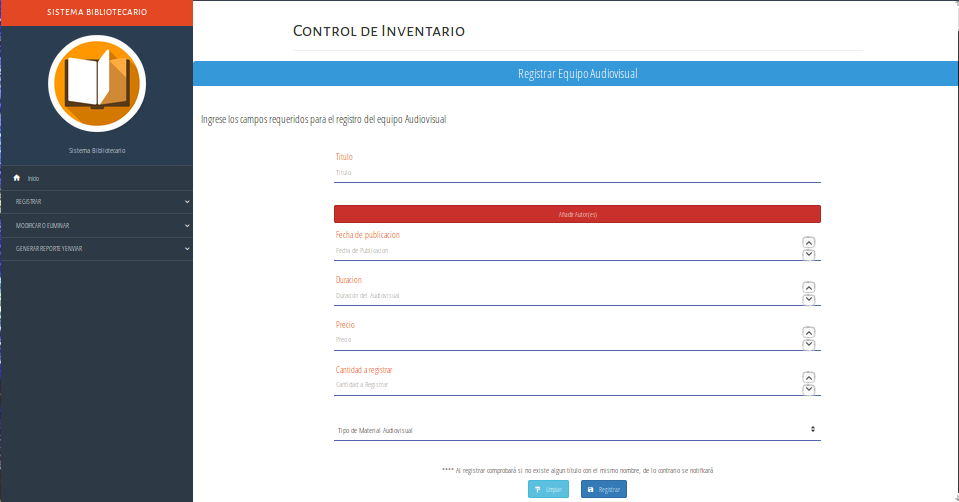 SISTEMA BIBLIOTECARIO
Sistema Bibliotecario
Inicio
REGISTRAR
MODIFICAR O ELIMINAR
GENERAR REPORTE Y ENVIAR
CONTROL DE INVENTARIO
Registrar Equipo Audiovisual
Ingrese los campos requeridos para el registro del equipo Audiovisual
Titulo
Titulo
Añadir Autor(es)
Fecha de publicacion
Fecha de Publicacion
Duracion
Duración del Audiovisual
Precio
Precio
Cantidad a registrar
Cantidad a Registrar
Tipo de Material Audiovisual
**** Al registrar comprobará si no existe algun título con el mismo nombre, de lo contrario se notificará
Limpiar
Registrar